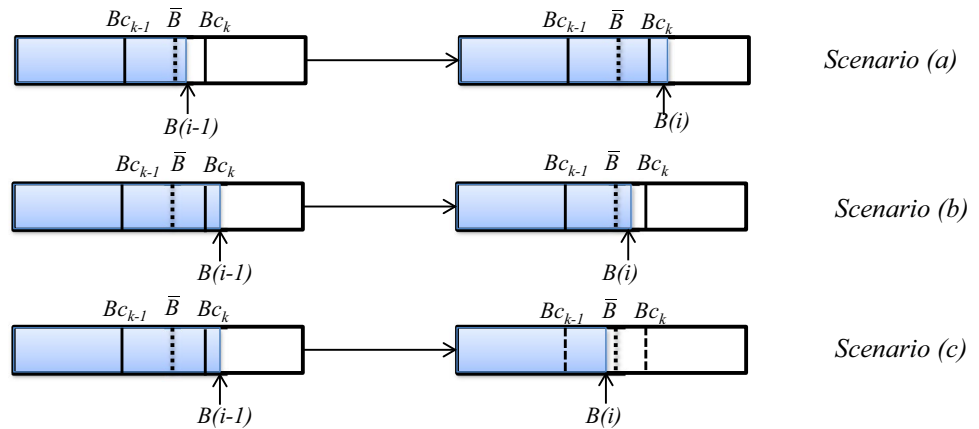 Bc_{k-1} B̅ Bc_k Bc_{k-1} B̅ Bc_k
Scenario (a)
B(i-1) B(i)
Bc_{k-1} B̅ Bc_k Bc_{k-1} B̅ Bc_k
Scenario (b)
B(i-1) B(i)
Bc_{k-1} B̅ Bc_k Bc_{k-1} B̅ Bc_k
Scenario (c)
B(i-1) B(i)